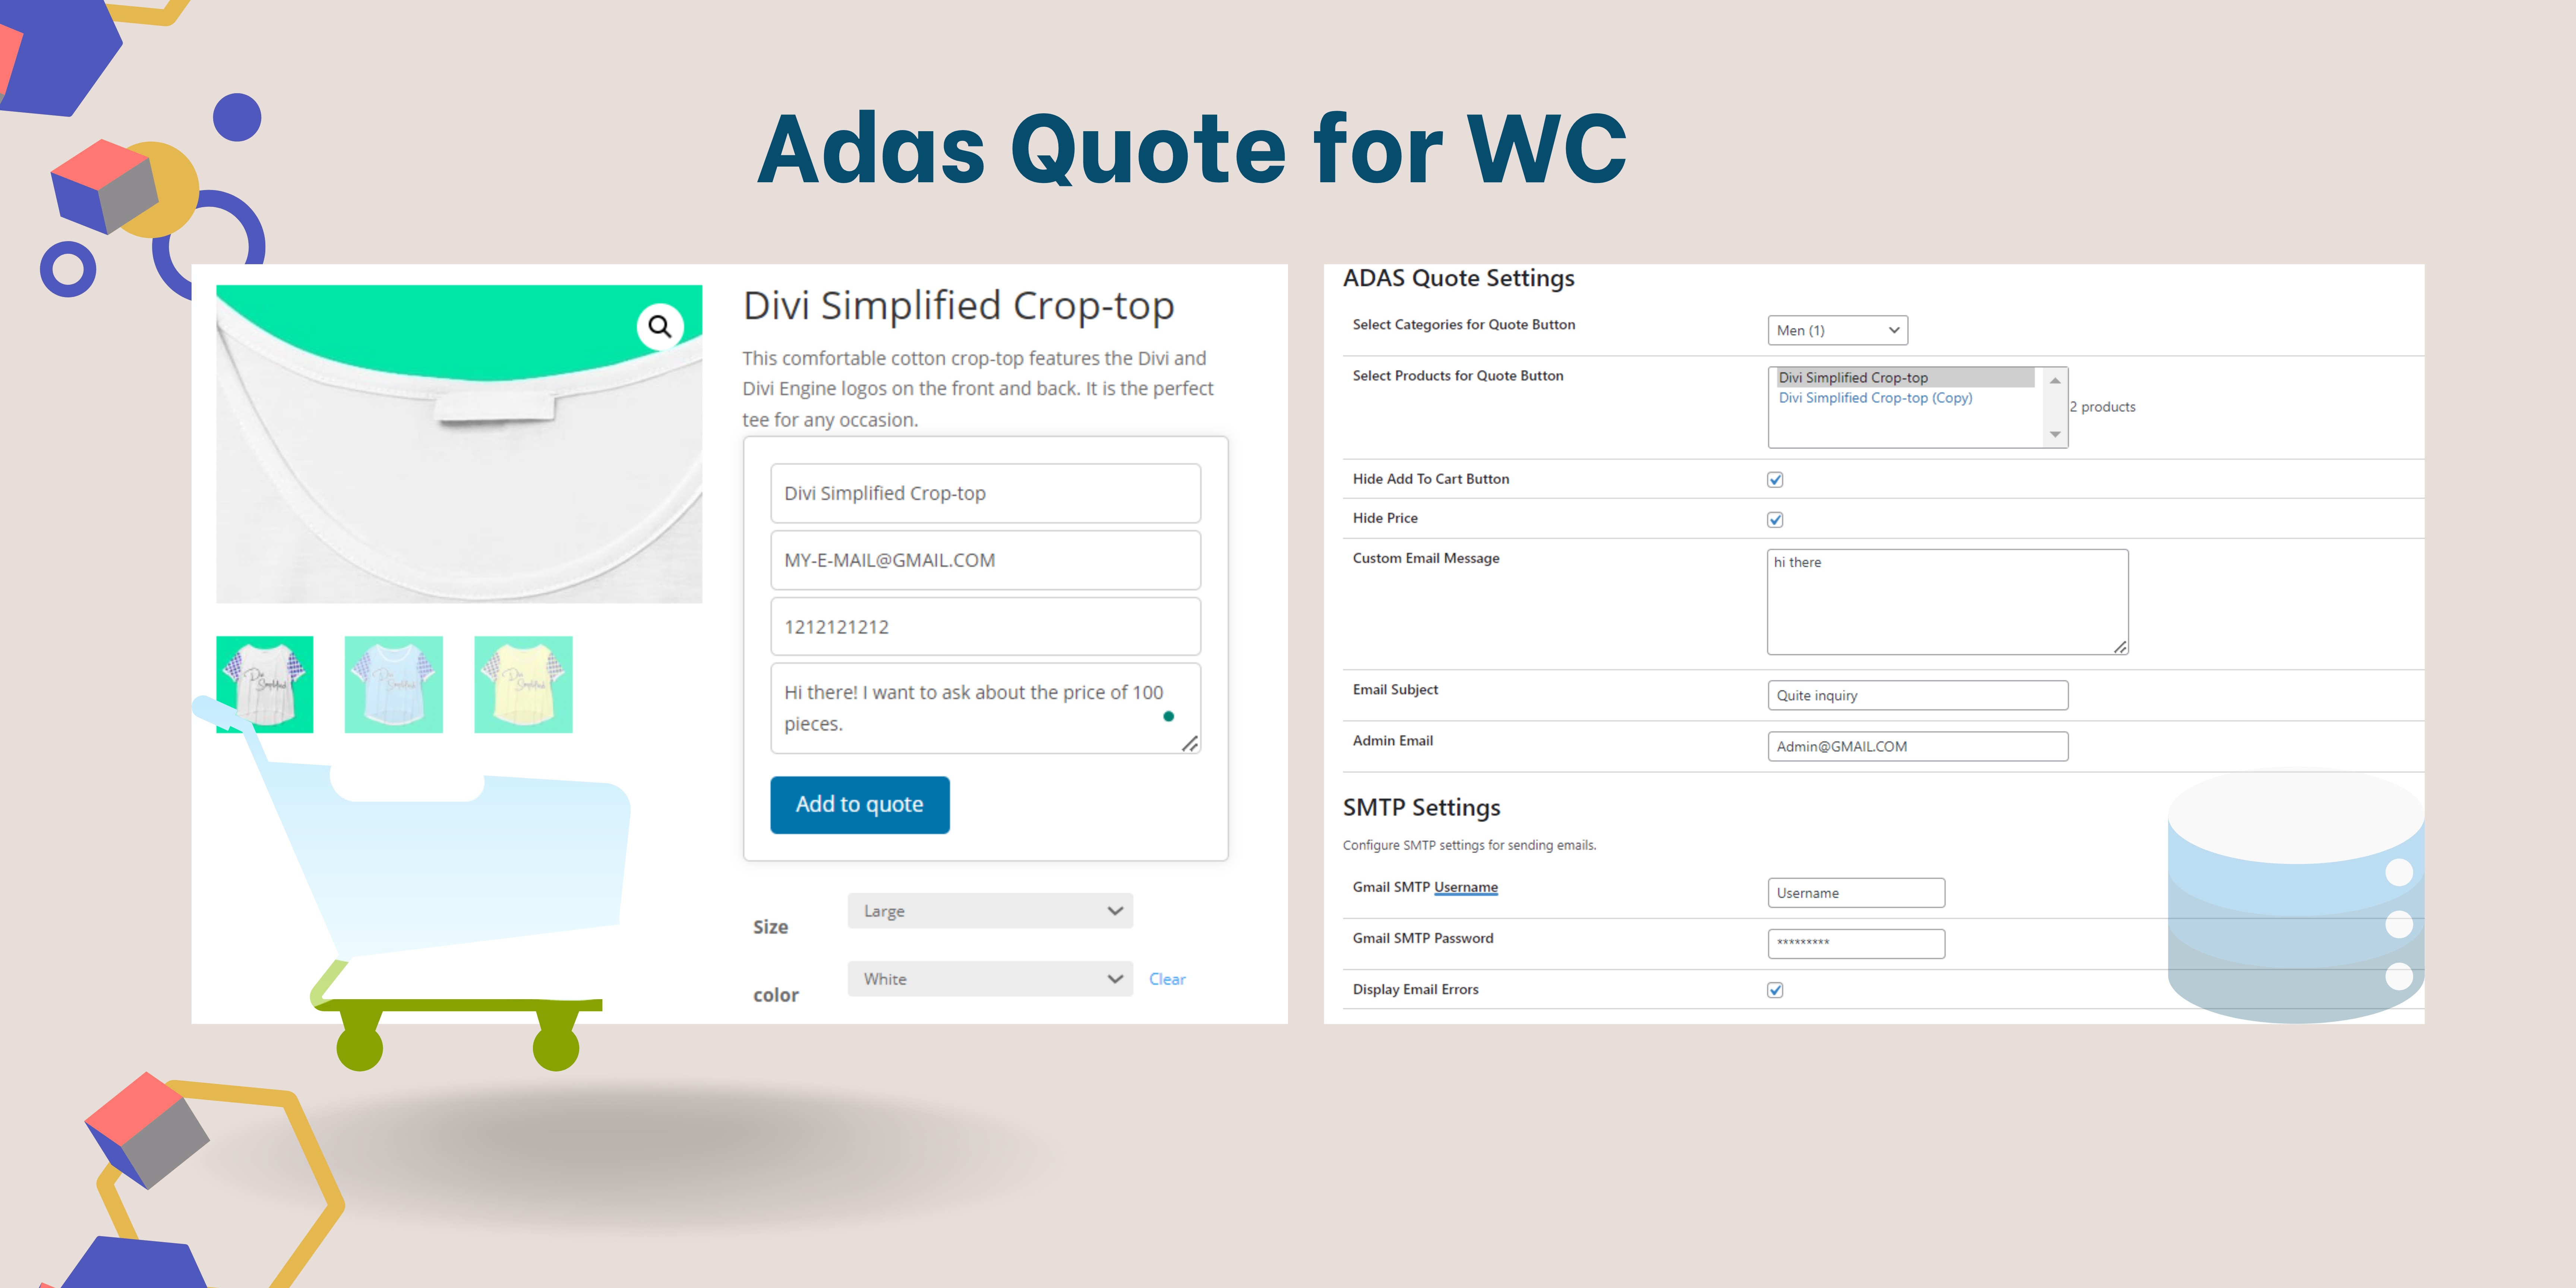 Adas Quote for WC
Divi Simplified Crop-top
This comfortable cotton crop-top features the Divi and
Divi Engine logos on the front and back. It is the perfect
tee for any occasion.
Divi Simplified Crop-top
MY-E-MAIL@GMAIL.COM
1212121212
Hi there! I want to ask about the price of 100
pieces.
Add to quote
Size
Large
color
White
Clear
ADAS Quote Settings
Select Categories for Quote Button
Men (1)
Select Products for Quote Button
Divi Simplified Crop-top
Divi Simplified Crop-top (Copy)
2 products
Hide Add To Cart Button
Hide Price
Custom Email Message
hi there
Email Subject
Quite inquiry
Admin Email
Admin@GMAIL.COM
SMTP Settings
Configure SMTP settings for sending emails.
Gmail SMTP Username
Username
Gmail SMTP Password
*********
Display Email Errors